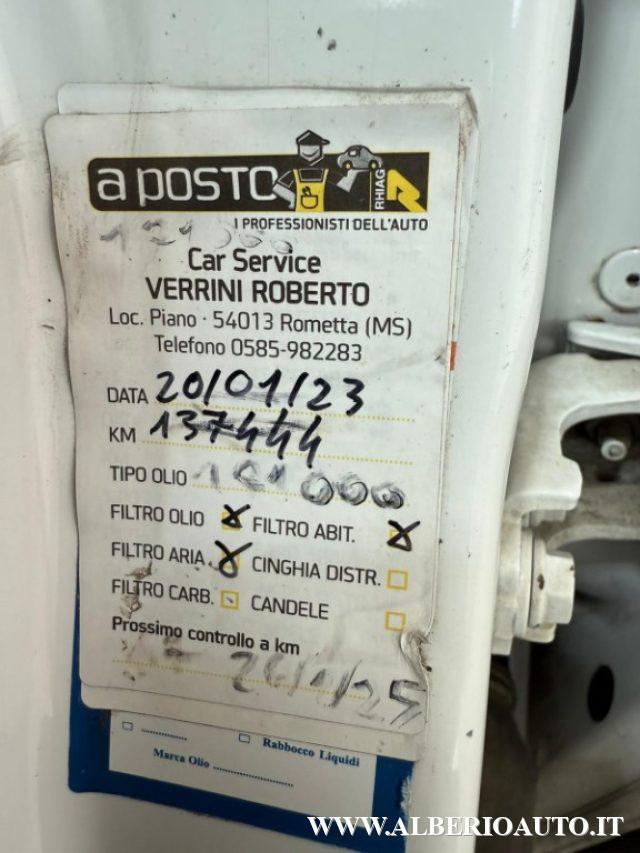 a posto
RHIAG
I PROFESSIONISTI DELL'AUTO
Car Service
VERRINI ROBERTO
Loc. Piano · 54013 Rometta (MS)
Telefono 0585-982283
DATA 20/01/23
KM 137444
TIPO OLIO 181000
FILTRO OLIO FILTRO ABIT.
FILTRO ARIA CINGHIA DISTR.
FILTRO CARB. CANDELE
Prossimo controllo a km
Rabbocco Liquidi
Marca Olio
WWW.ALBERIOAUTO.IT